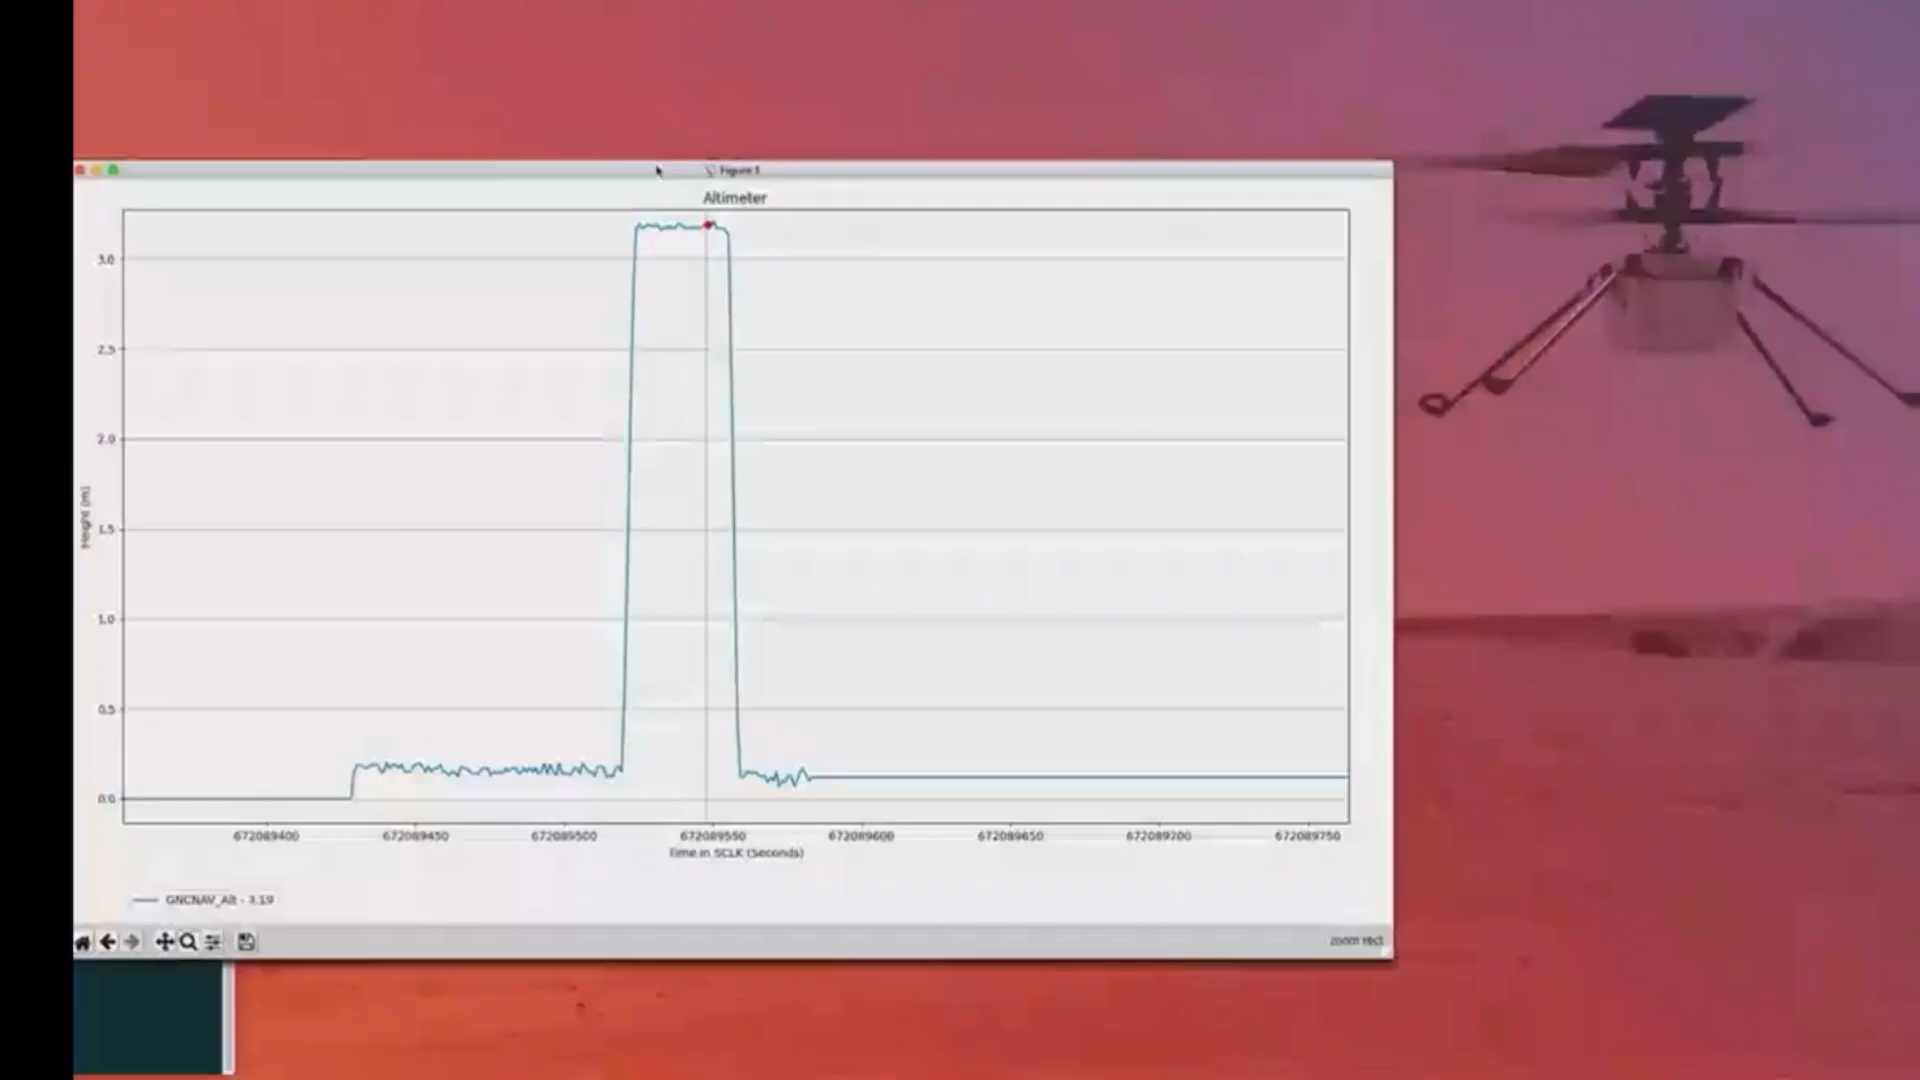 Figure 1
Altimeter
3.0
2.5
2.0
1.5
1.0
0.5
0.0
Height (m)
672089400 672089450 672089500 672089550 672089600 672089650 672089700 672089750
Time in SCLK (Seconds)
GNCNAV_Alt - 3.19
zoom rect